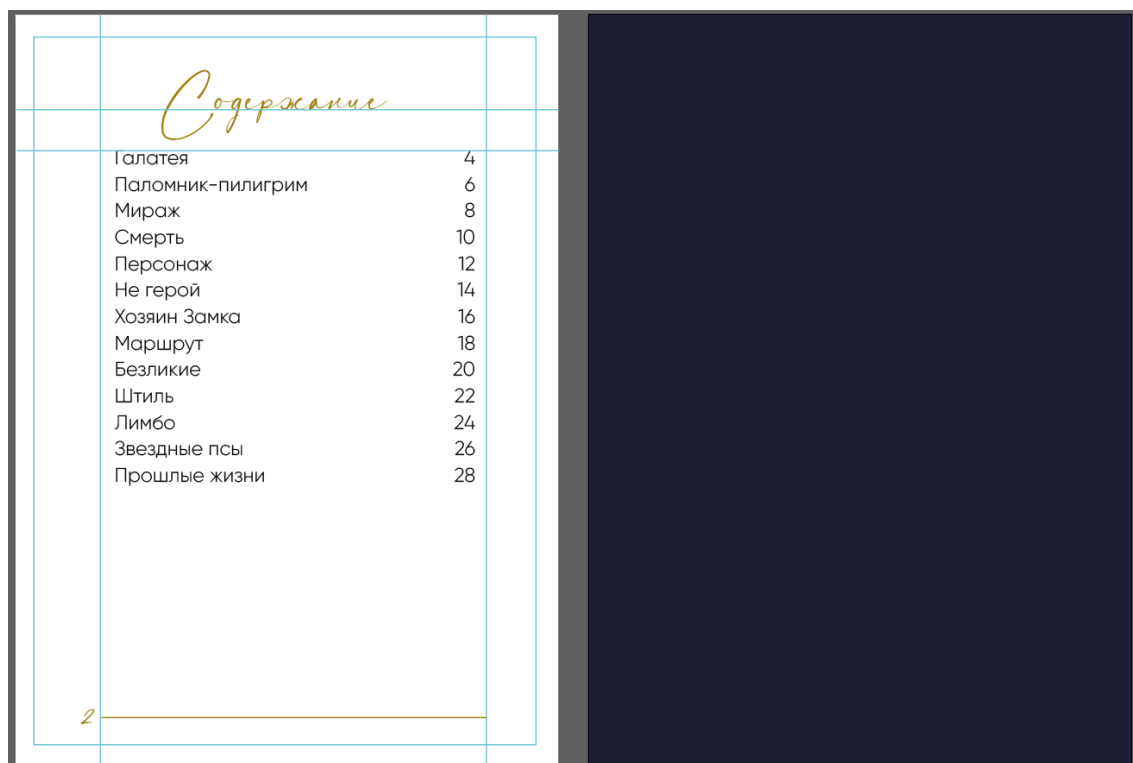 Содержание
Галатея 4
Паломник-пилигрим 6
Мираж 8
Смерть 10
Персонаж 12
Не герой 14
Хозяин Замка 16
Маршрут 18
Безликие 20
Штиль 22
Лимбо 24
Звездные псы 26
Прошлые жизни 28
2